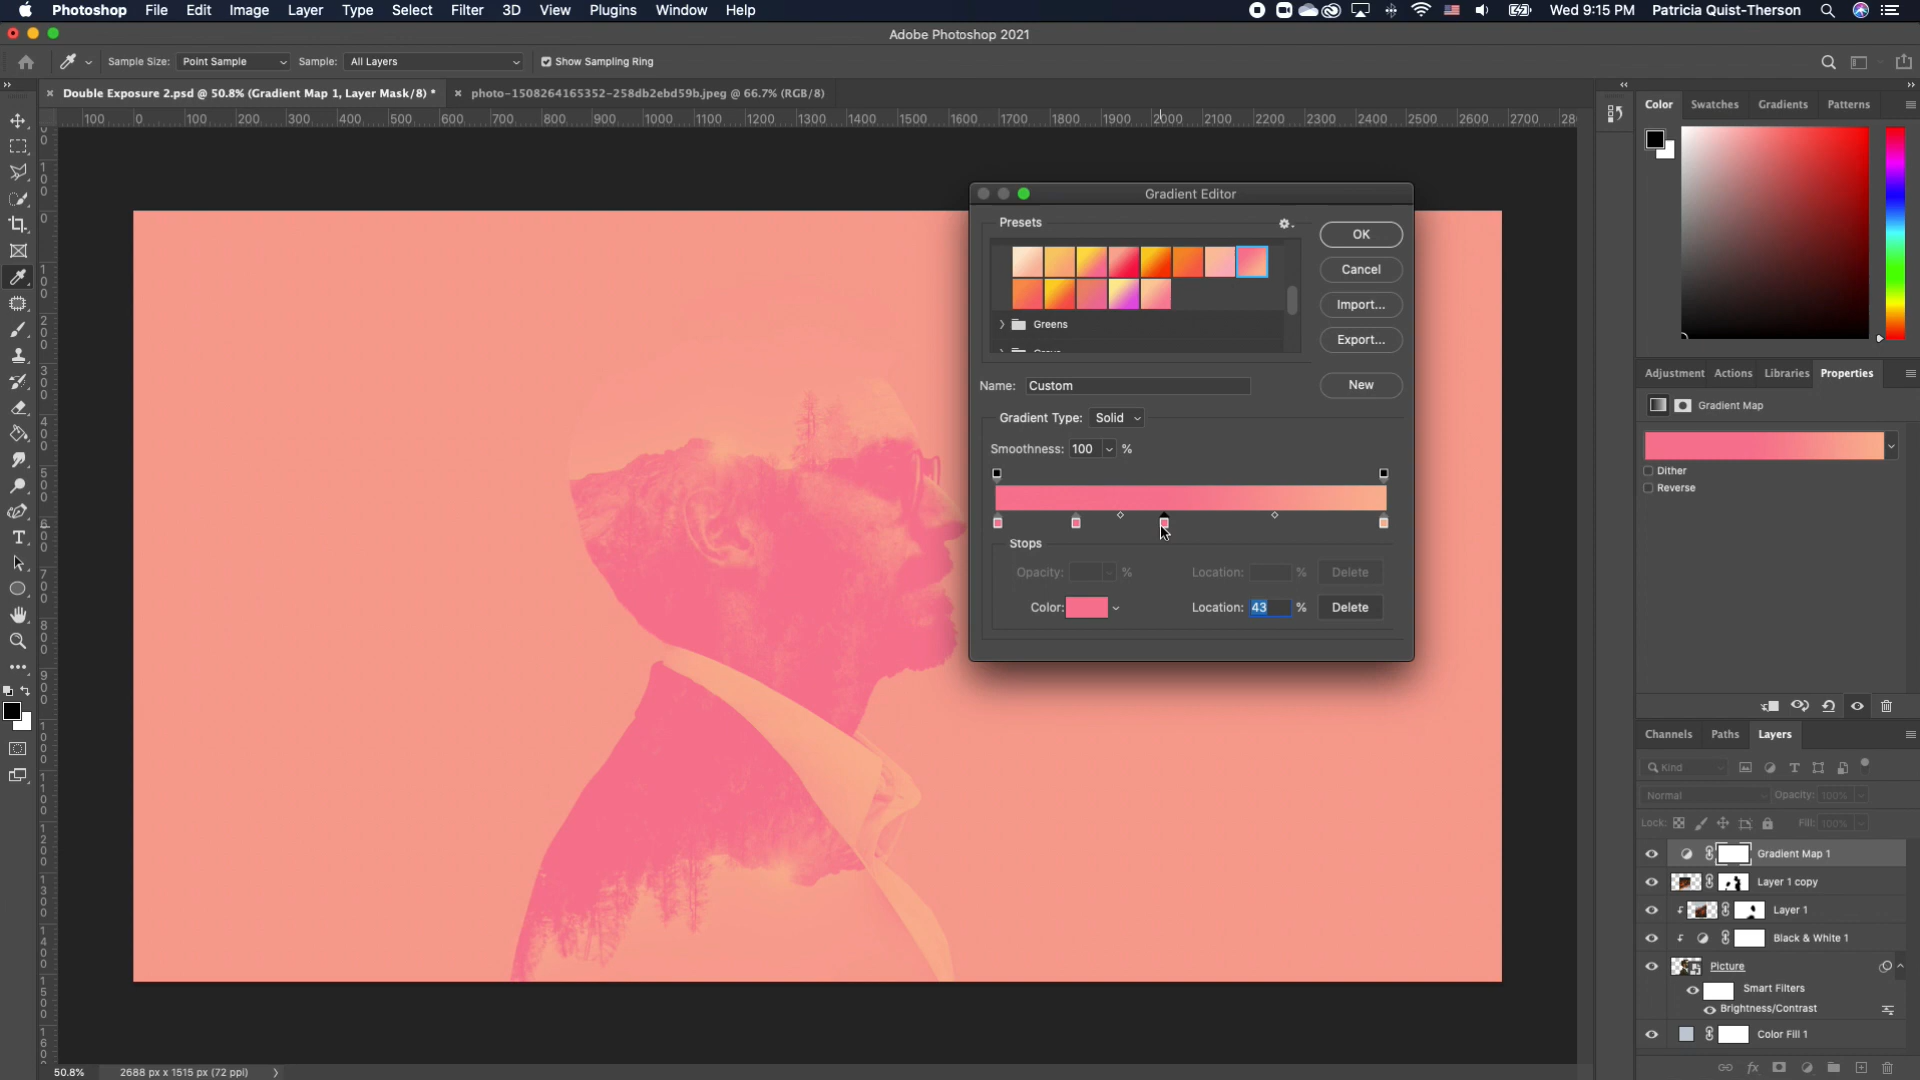 Photoshop File Edit Image Layer Type Select Filter 3D View Plugins Window Help
Wed 9:15 PM Patricia Quist-Therson
Adobe Photoshop 2021
Sample Size: Point Sample Sample: All Layers Show Sampling Ring
Double Exposure 2.psd @ 50.8% (Gradient Map 1, Layer Mask/8) *
photo-1508264165352-258db2ebd59b.jpeg @ 66.7% (RGB/8)
100 0 100 200 300 400 500 600 700 800 900 1000 1100 1200 1300 1400 1500 1600 1700 1800 1900 2000 2100 2200 2300 2400 2500 2600 2700 28
Color Swatches Gradients Patterns
Gradient Editor
Presets
OK
Cancel
Import...
Export...
Greens
Name: Custom
New
Gradient Type: Solid
Smoothness: 100 %
Stops
Opacity: % Location: % Delete
Color: Location: 43 % Delete
Adjustment Actions Libraries Properties
Gradient Map
Dither
Reverse
Channels Paths Layers
Kind
Normal Opacity: 100%
Lock: Fill: 100%
Gradient Map 1
Layer 1 copy
Layer 1
Black & White 1
Picture
Smart Filters
Brightness/Contrast
Color Fill 1
50.8% 2688 px x 1515 px (72 ppi)